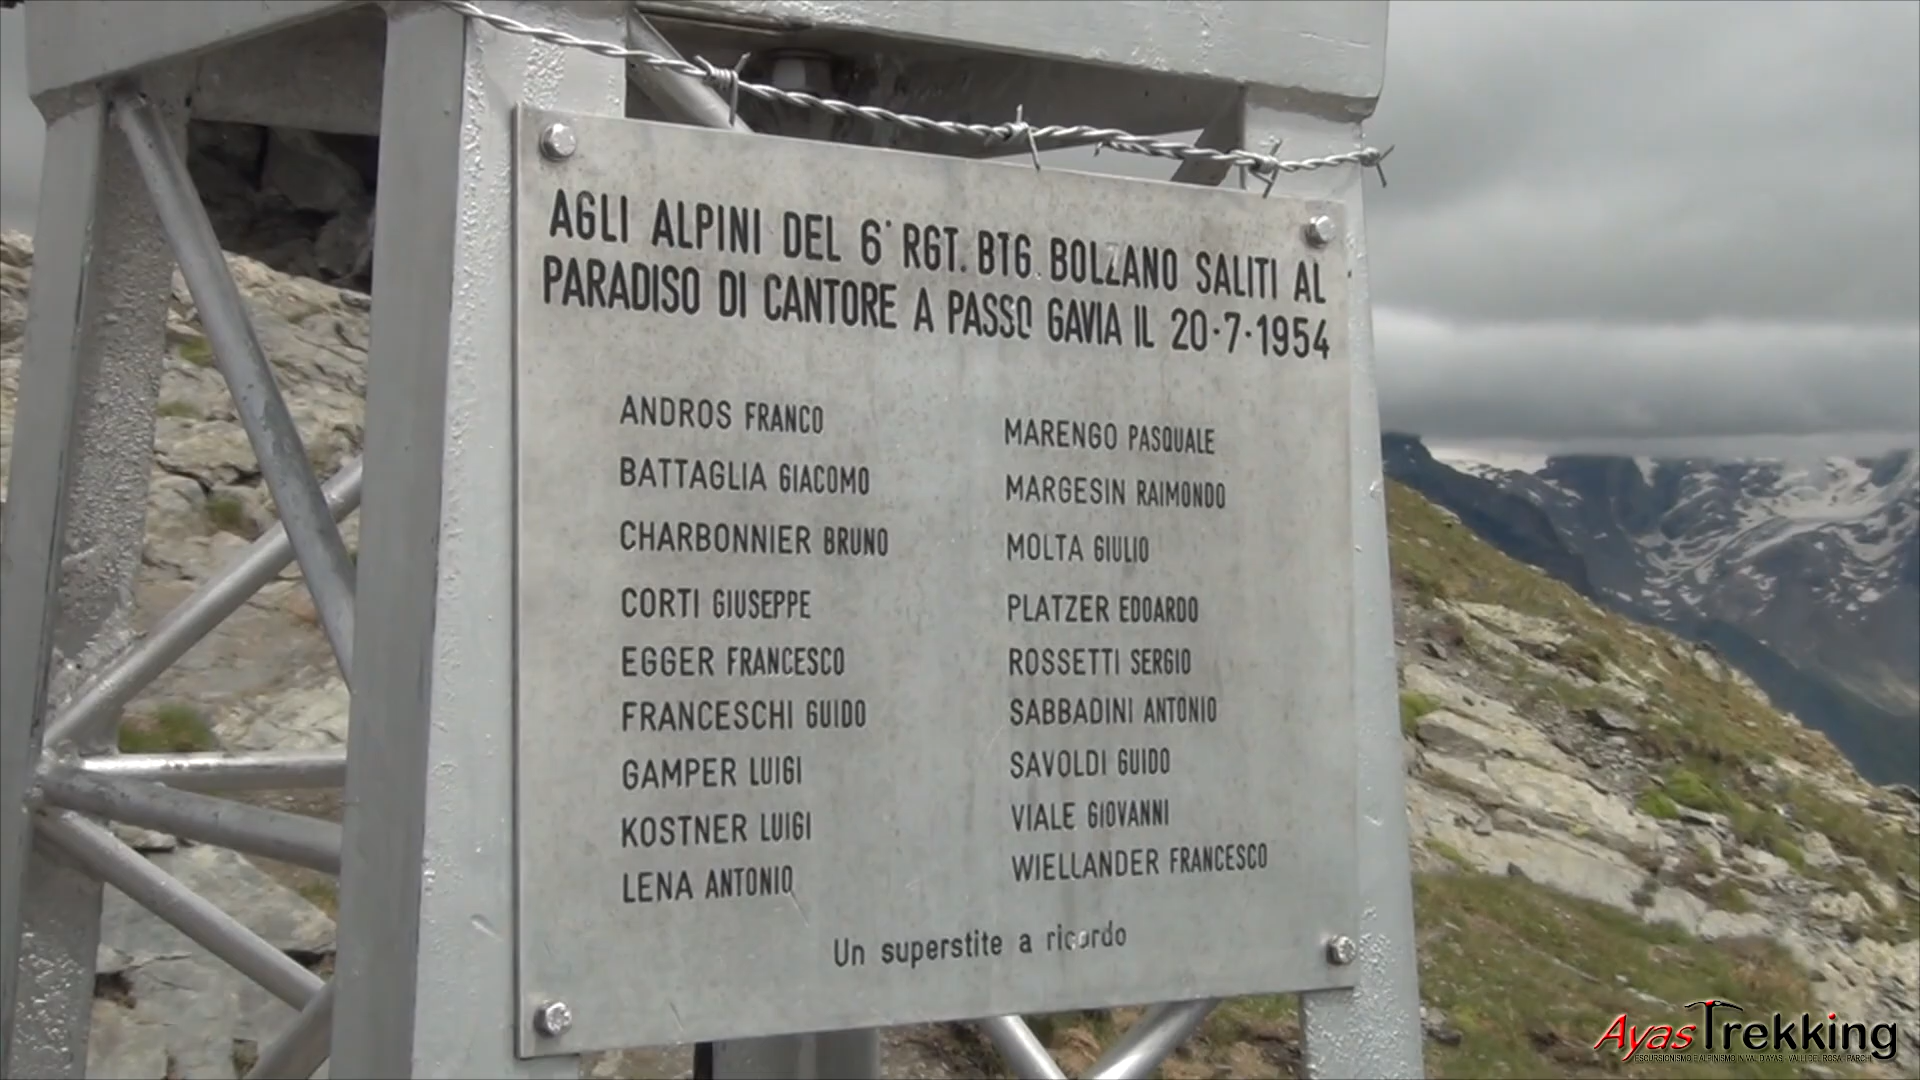 AGLI ALPINI DEL 6° RGT. BTG. BOLZANO SALITI AL
PARADISO DI CANTORE A PASSO GAVIA IL 20·7·1954
ANDROS FRANCO
BATTAGLIA GIACOMO
CHARBONNIER BRUNO
CORTI GIUSEPPE
EGGER FRANCESCO
FRANCESCHI GUIDO
GAMPER LUIGI
KOSTNER LUIGI
LENA ANTONIO
MARENGO PASQUALE
MARGESIN RAIMONDO
MOLTA GIULIO
PLATZER EDOARDO
ROSSETTI SERGIO
SABBADINI ANTONIO
SAVOLDI GUIDO
VIALE GIOVANNI
WIELLANDER FRANCESCO
Un superstite a ricordo
AyasTrekking
ESCURSIONISMO E ALPINISMO IN VAL D'AYAS - VALLI DEL ROSA - PARCHI